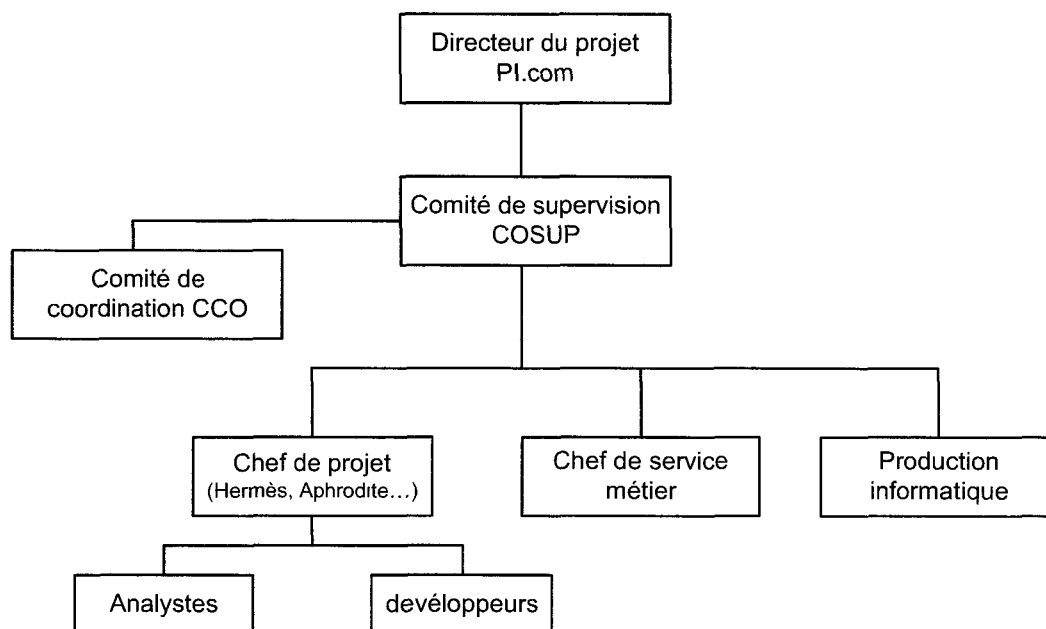 Directeur du projet
PI.com
Comité de supervision
COSUP
Comité de
coordination CCO
Chef de projet
(Hermès, Aphrodite...)
Chef de service
métier
Production
informatique
Analystes
devéloppeurs